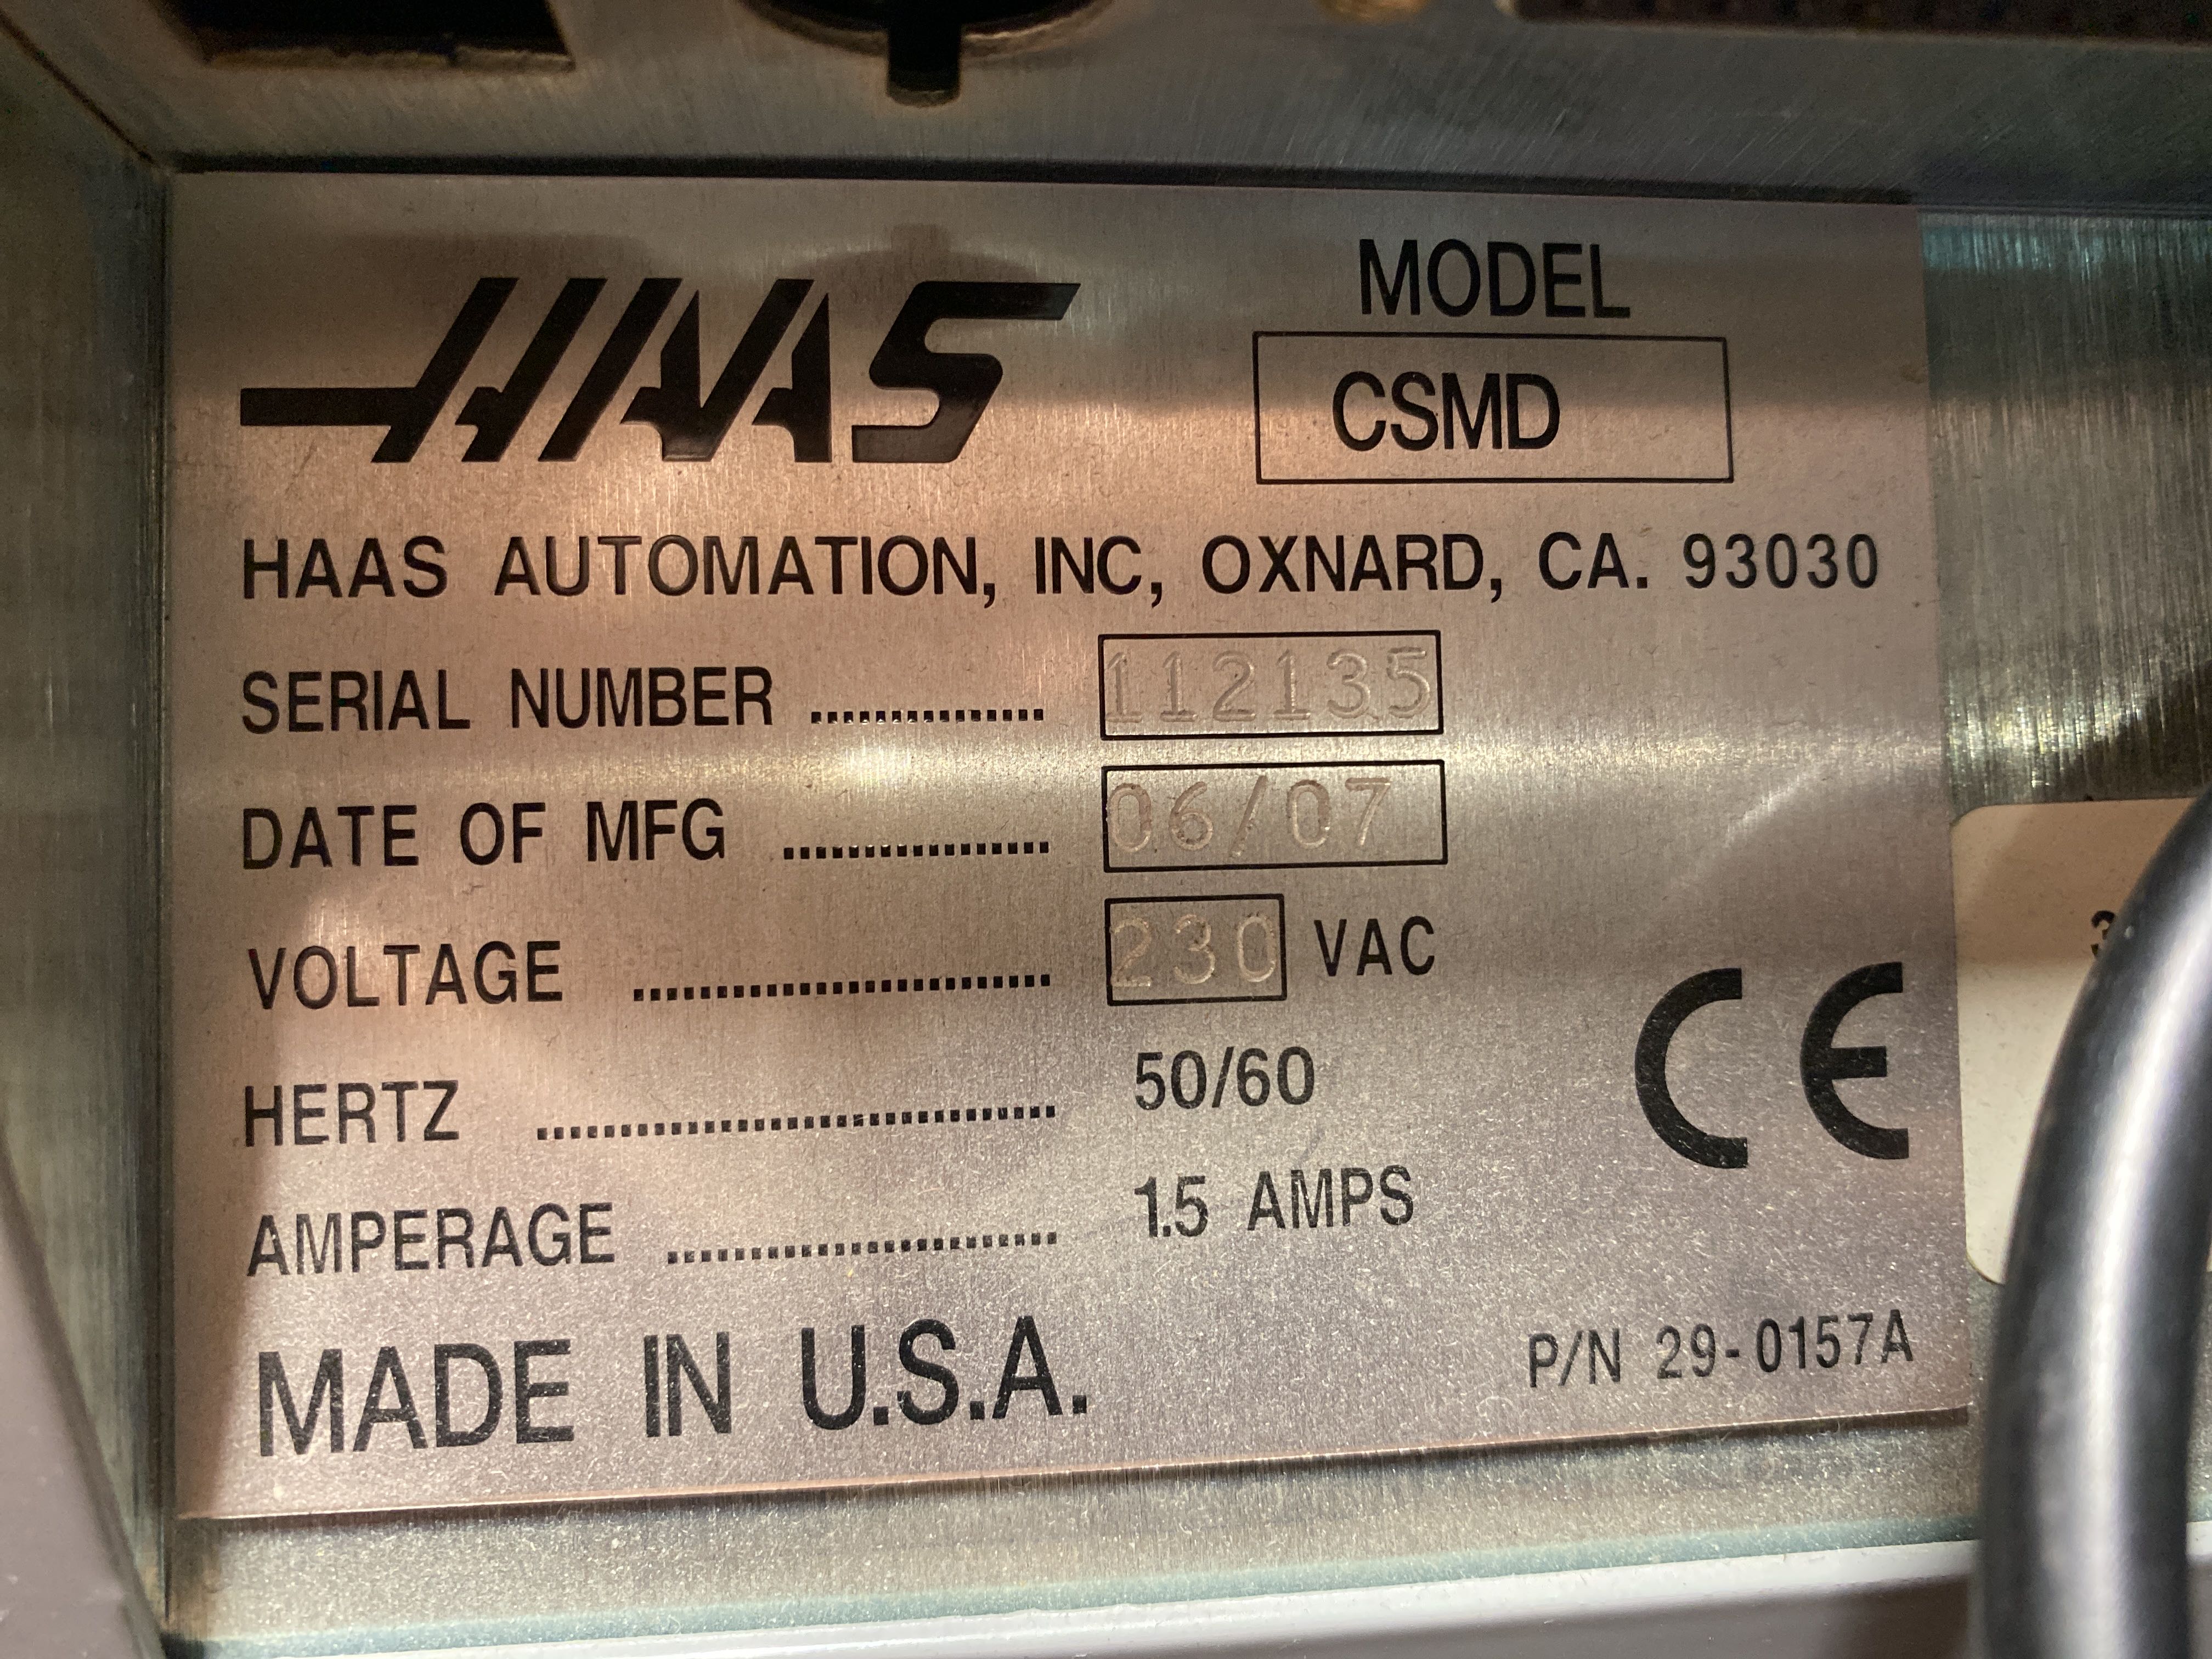 HAAS
MODEL
CSMD
HAAS AUTOMATION, INC, OXNARD, CA. 93030
SERIAL NUMBER ............... 112135
DATE OF MFG ................. 06/07
VOLTAGE .......................... 230 VAC
HERTZ ................................ 50/60
AMPERAGE ........................ 1.5 AMPS
CE
MADE IN U.S.A.
P/N 29-0157A